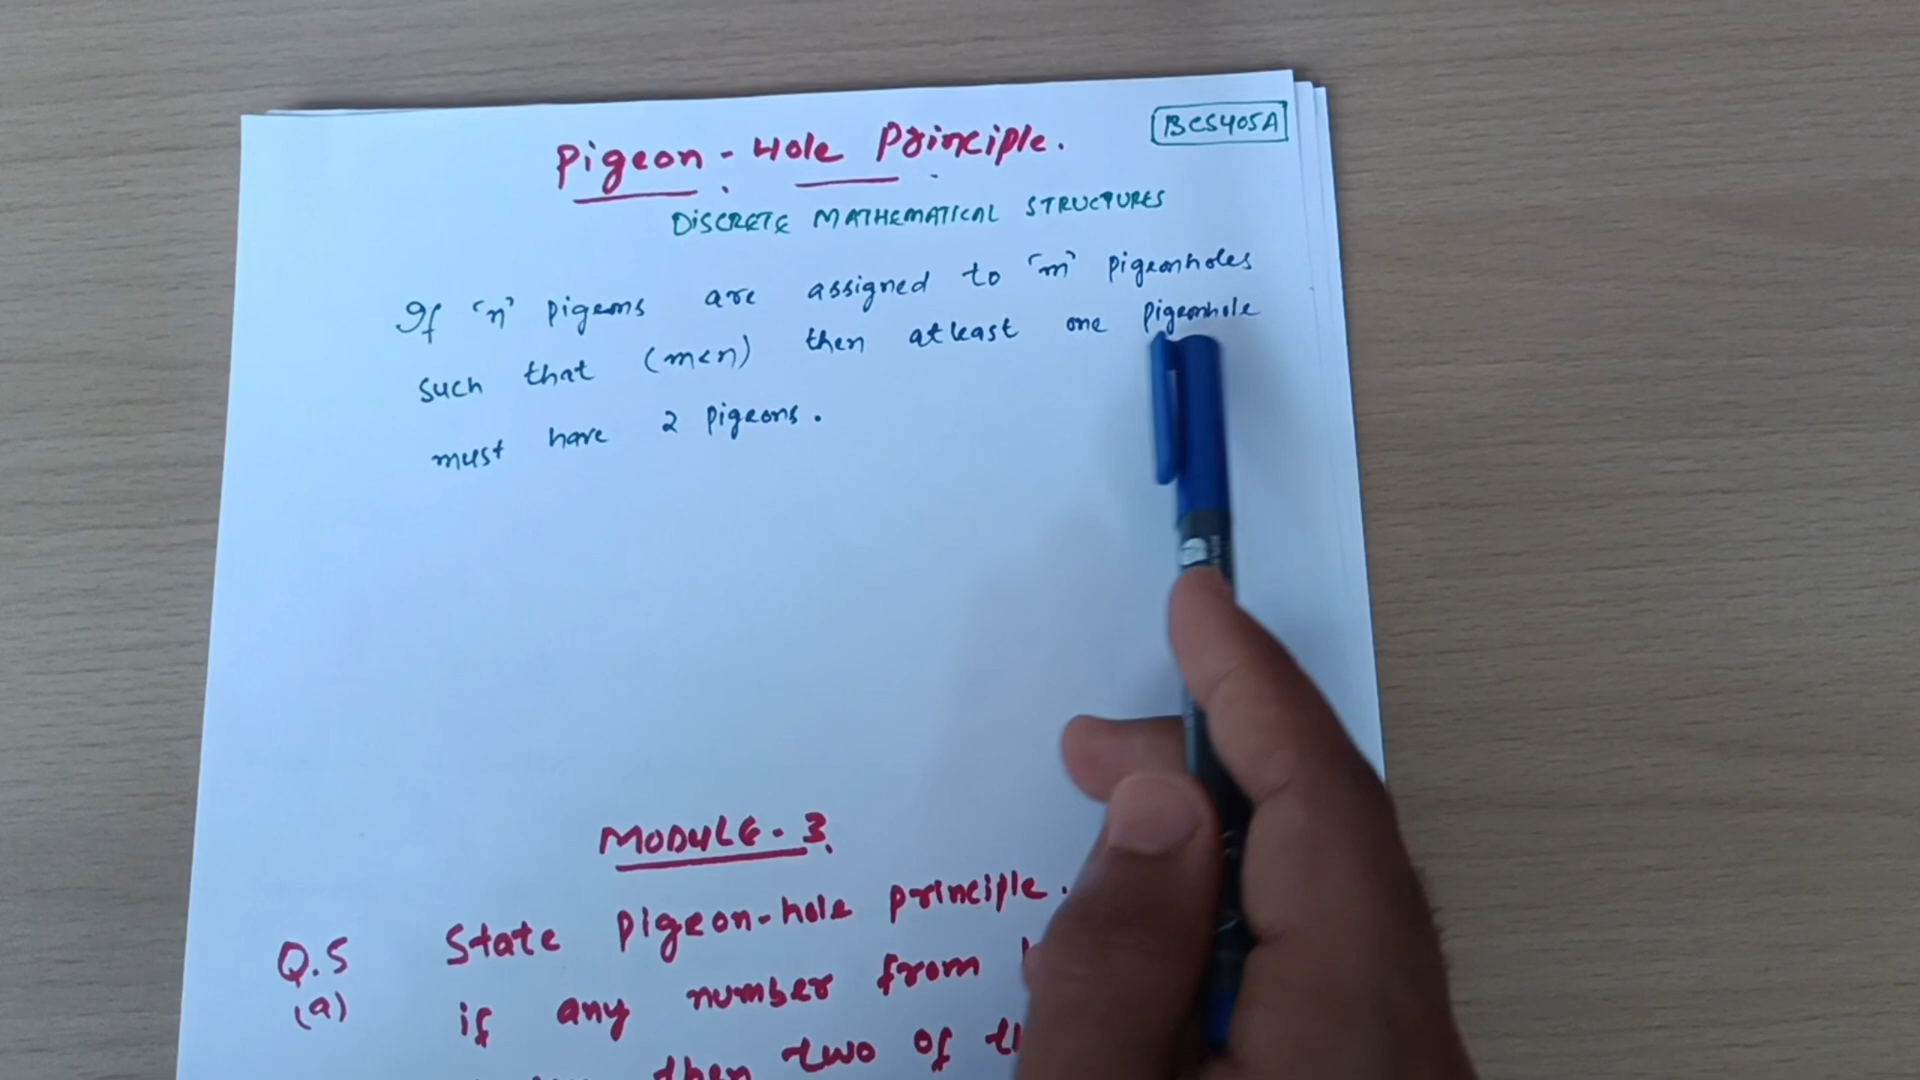 Pigeon-Hole Principle.
BCS405A
DISCRETE MATHEMATICAL STRUCTURES
If 'n' pigeons are assigned to 'm' pigeonholes
such that (m<n) then atleast one pigeonhole
must have 2 pigeons.
MODULE-3
Q.5 State Pigeon-hole principle.
(a) if any number from
then two of